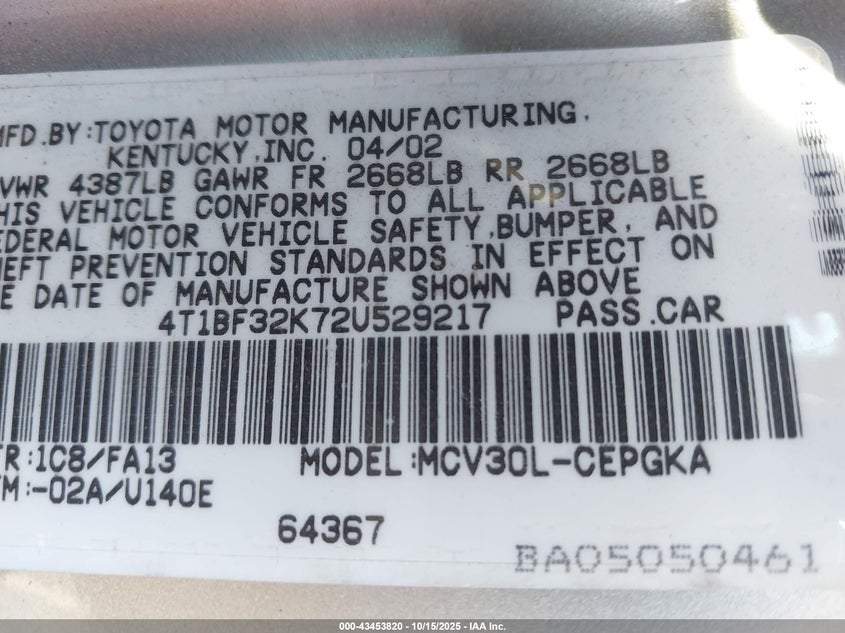 MFD.BY:TOYOTA MOTOR MANUFACTURING,
KENTUCKY,INC. 04/02
VWR 4387LB GAWR FR 2668LB RR 2668LB
HIS VEHICLE CONFORMS TO ALL APPLICABLE
EDERAL MOTOR VEHICLE SAFETY,BUMPER, AND
HEFT PREVENTION STANDARDS IN EFFECT ON
E DATE OF MANUFACTURE SHOWN ABOVE
4T1BF32K72U529217 PASS.CAR
TR:1C8/FA13 MODEL:MCV30L-CEPGKA
TM:-02A/U140E
64367
BA05050461
000-43453820 - 10/15/2025 - IAA Inc.